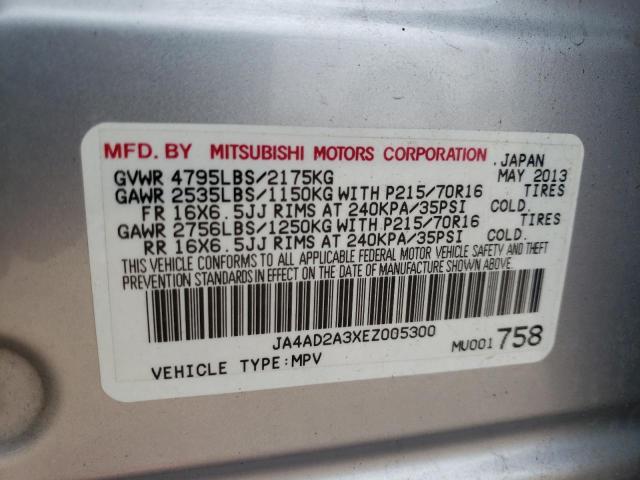 MFD. BY MITSUBISHI MOTORS CORPORATION JAPAN
GVWR 4795LBS/2175KG MAY 2013
GAWR 2535LBS/1150KG WITH P215/70R16 TIRES
FR 16X6.5JJ RIMS AT 240KPA/35PSI COLD.
GAWR 2756LBS/1250KG WITH P215/70R16 TIRES
RR 16X6.5JJ RIMS AT 240KPA/35PSI COLD.
THIS VEHICLE CONFORMS TO ALL APPLICABLE FEDERAL MOTOR VEHICLE SAFETY AND THEFT
PREVENTION STANDARDS IN EFFECT ON THE DATE OF MANUFACTURE SHOWN ABOVE.
JA4AD2A3XEZ005300 MU001758
VEHICLE TYPE:MPV